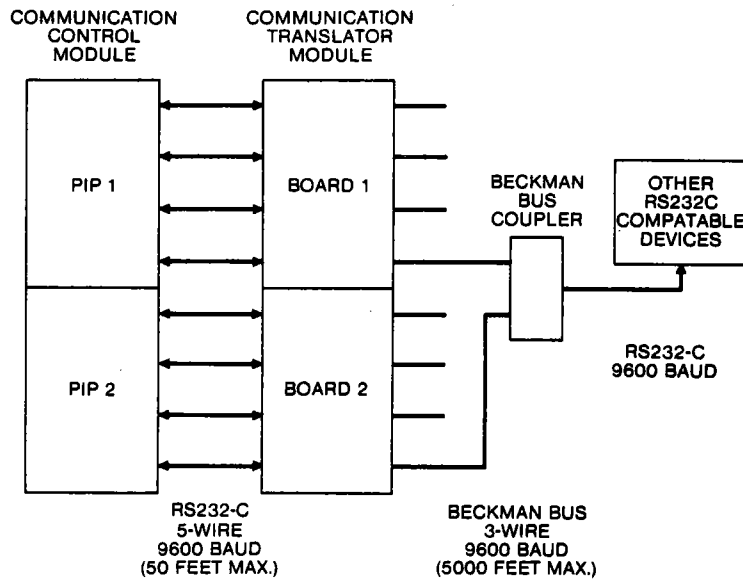 COMMUNICATION
CONTROL
MODULE
COMMUNICATION
TRANSLATOR
MODULE
PIP 1
BOARD 1
BECKMAN
BUS
COUPLER
OTHER
RS232C
COMPATABLE
DEVICES
PIP 2
BOARD 2
RS232-C
9600 BAUD
RS232-C
5-WIRE
9600 BAUD
(50 FEET MAX.)
BECKMAN BUS
3-WIRE
9600 BAUD
(5000 FEET MAX.)